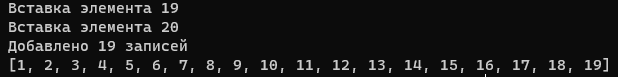 Вставка элемента 19
Вставка элемента 20
Добавлено 19 записей
[1, 2, 3, 4, 5, 6, 7, 8, 9, 10, 11, 12, 13, 14, 15, 16, 17, 18, 19]